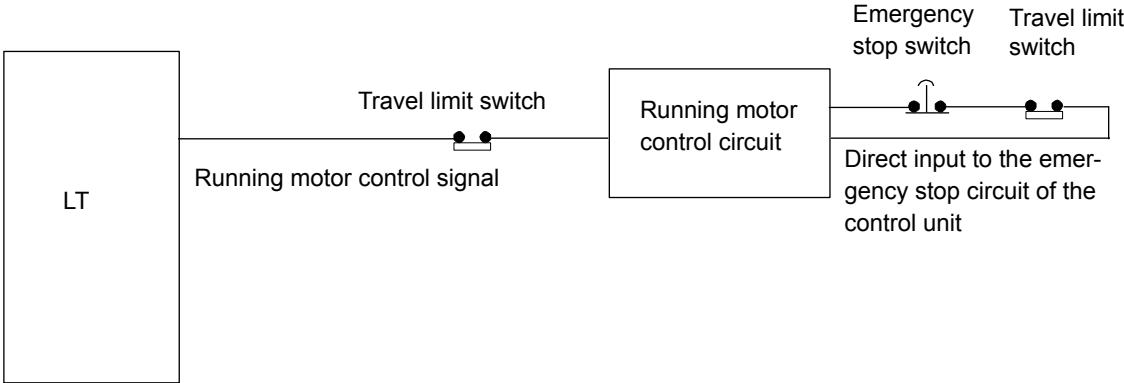 Emergency
stop switch
Travel limit
switch
Travel limit switch
Running motor
control circuit
Running motor control signal
Direct input to the emer-
gency stop circuit of the
control unit
LT